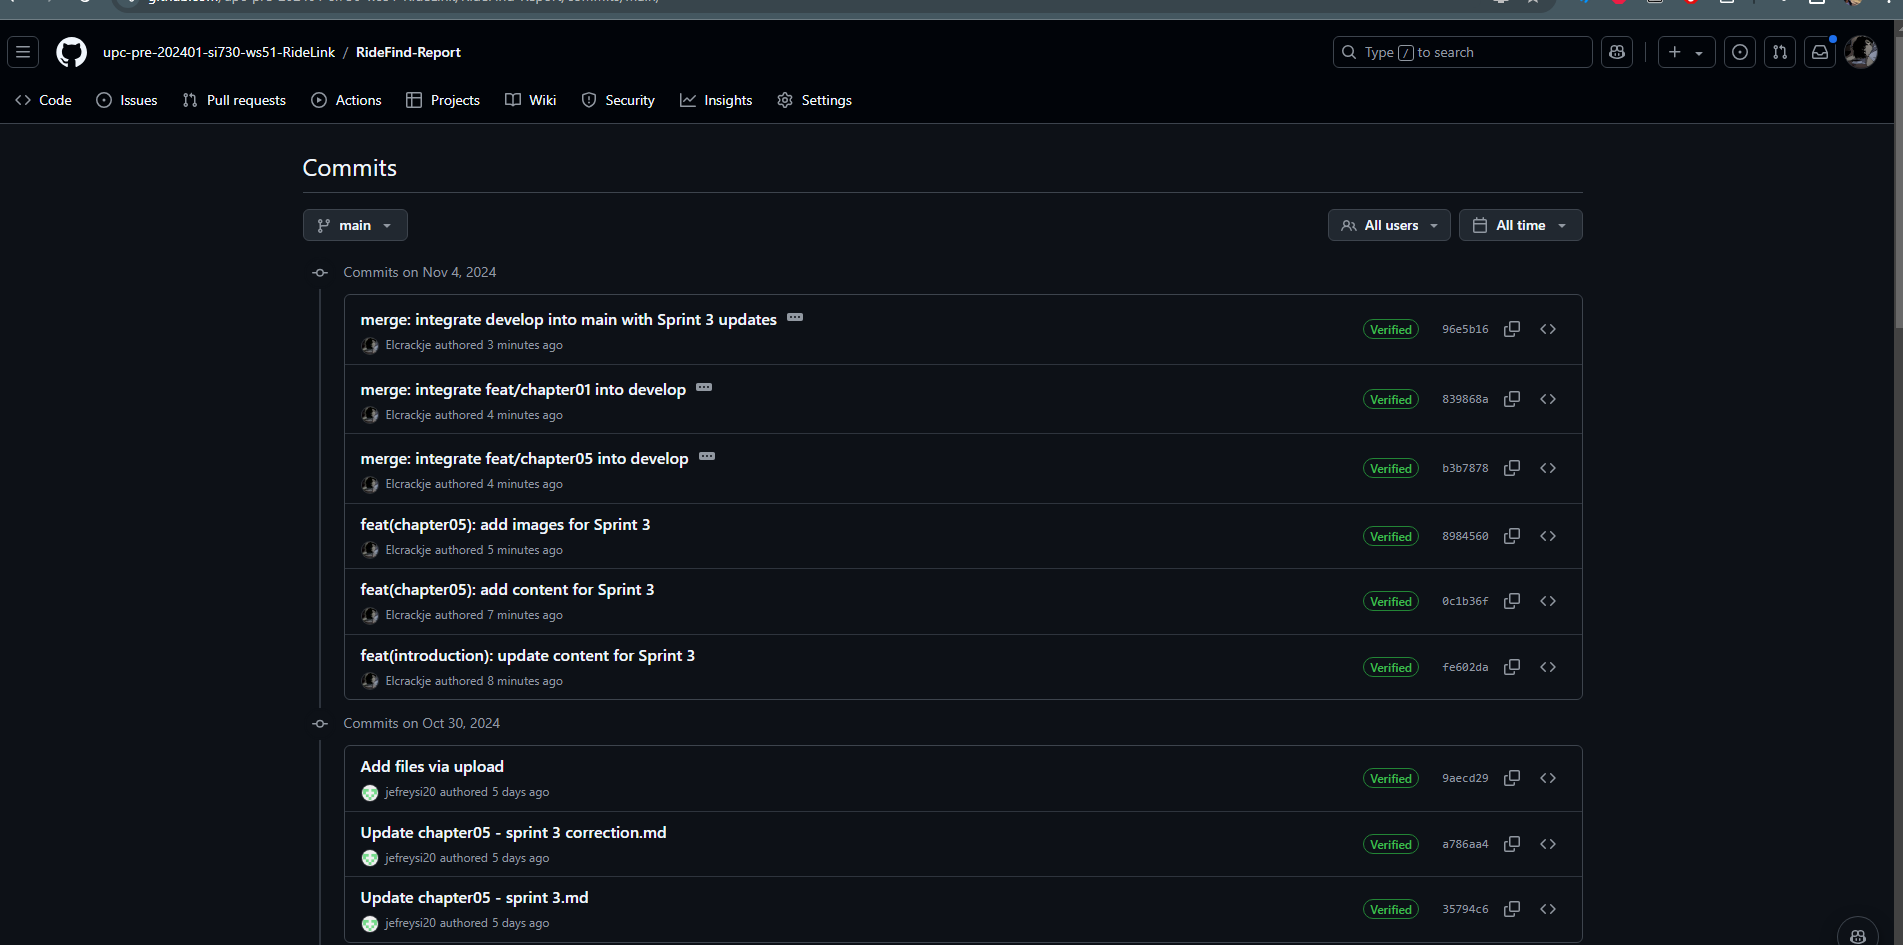 upc-pre-202401-si730-ws51-RideLink / RideFind-Report
Type / to search
Code Issues Pull requests Actions Projects Wiki Security Insights Settings
Commits
main
All users All time
Commits on Nov 4, 2024
merge: integrate develop into main with Sprint 3 updates
Elcrackje authored 3 minutes ago
Verified 96e5b16
merge: integrate feat/chapter01 into develop
Elcrackje authored 4 minutes ago
Verified 839868a
merge: integrate feat/chapter05 into develop
Elcrackje authored 4 minutes ago
Verified b3b7878
feat(chapter05): add images for Sprint 3
Elcrackje authored 5 minutes ago
Verified 8984560
feat(chapter05): add content for Sprint 3
Elcrackje authored 7 minutes ago
Verified 0c1b36f
feat(introduction): update content for Sprint 3
Elcrackje authored 8 minutes ago
Verified fe602da
Commits on Oct 30, 2024
Add files via upload
jefreysi20 authored 5 days ago
Verified 9aecd29
Update chapter05 - sprint 3 correction.md
jefreysi20 authored 5 days ago
Verified a786aa4
Update chapter05 - sprint 3.md
jefreysi20 authored 5 days ago
Verified 35794c6